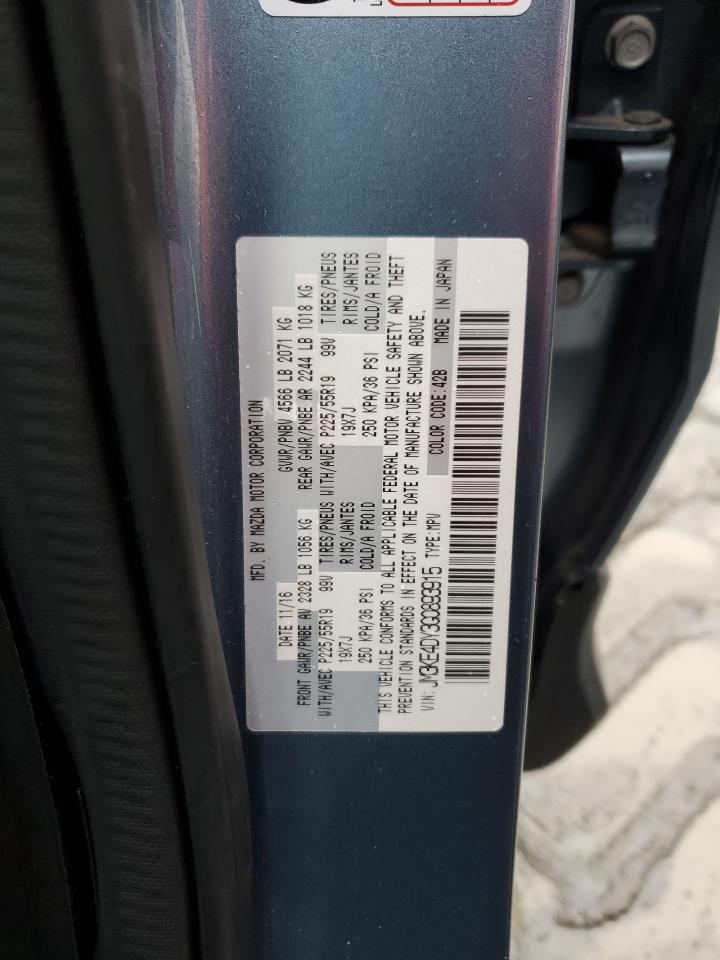 MFD. BY MAZDA MOTOR CORPORATION
DATE 11/16 GVWR/PNBV 4566 LB 2071 KG
FRONT GAWR/PNBE AV 2328 LB 1056 KG REAR GAWR/PNBE AR 2244 LB 1018 KG
WITH/AVEC P225/55R19 99V TIRES/PNEUS WITH/AVEC P225/55R19 99V TIRES/PNEUS
19X7J RIMS/JANTES 19X7J RIMS/JANTES
250 KPA/36 PSI COLD/A FROID 250 KPA/36 PSI COLD/A FROID
THIS VEHICLE CONFORMS TO ALL APPLICABLE FEDERAL MOTOR VEHICLE SAFETY AND THEFT
PREVENTION STANDARDS IN EFFECT ON THE DATE OF MANUFACTURE SHOWN ABOVE.
VIN: JM3KE4DY3G0893915 TYPE:MPV COLOR CODE:42B MADE IN JAPAN